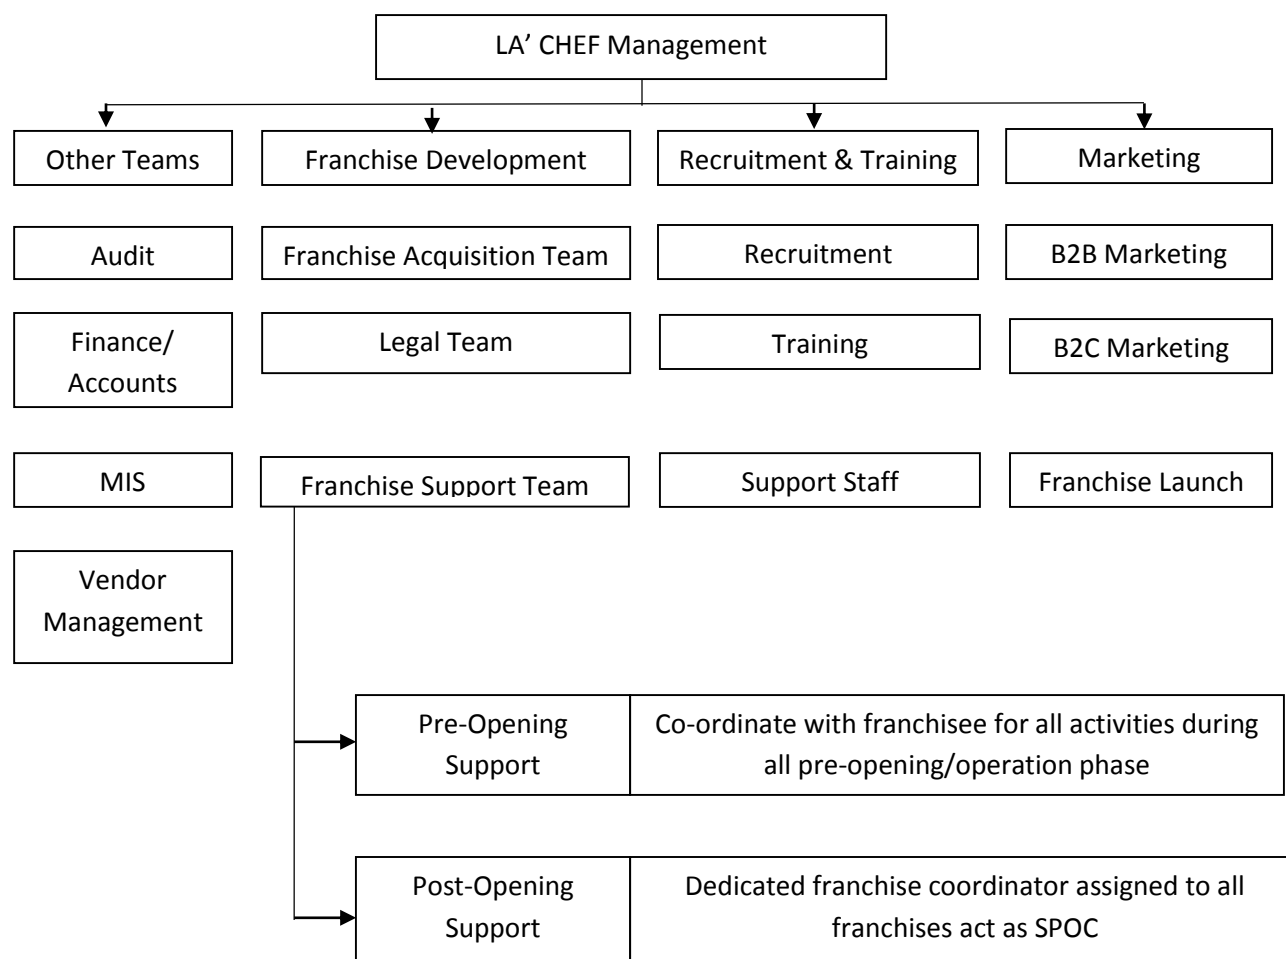 LA’ CHEF Management
Other Teams
Franchise Development
Recruitment & Training
Marketing
Audit
Franchise Acquisition Team
Recruitment
B2B Marketing
Finance/
Accounts
Legal Team
Training
B2C Marketing
MIS
Franchise Support Team
Support Staff
Franchise Launch
Vendor
Management
Pre-Opening
Support
Co-ordinate with franchisee for all activities during
all pre-opening/operation phase
Post-Opening
Support
Dedicated franchise coordinator assigned to all
franchises act as SPOC